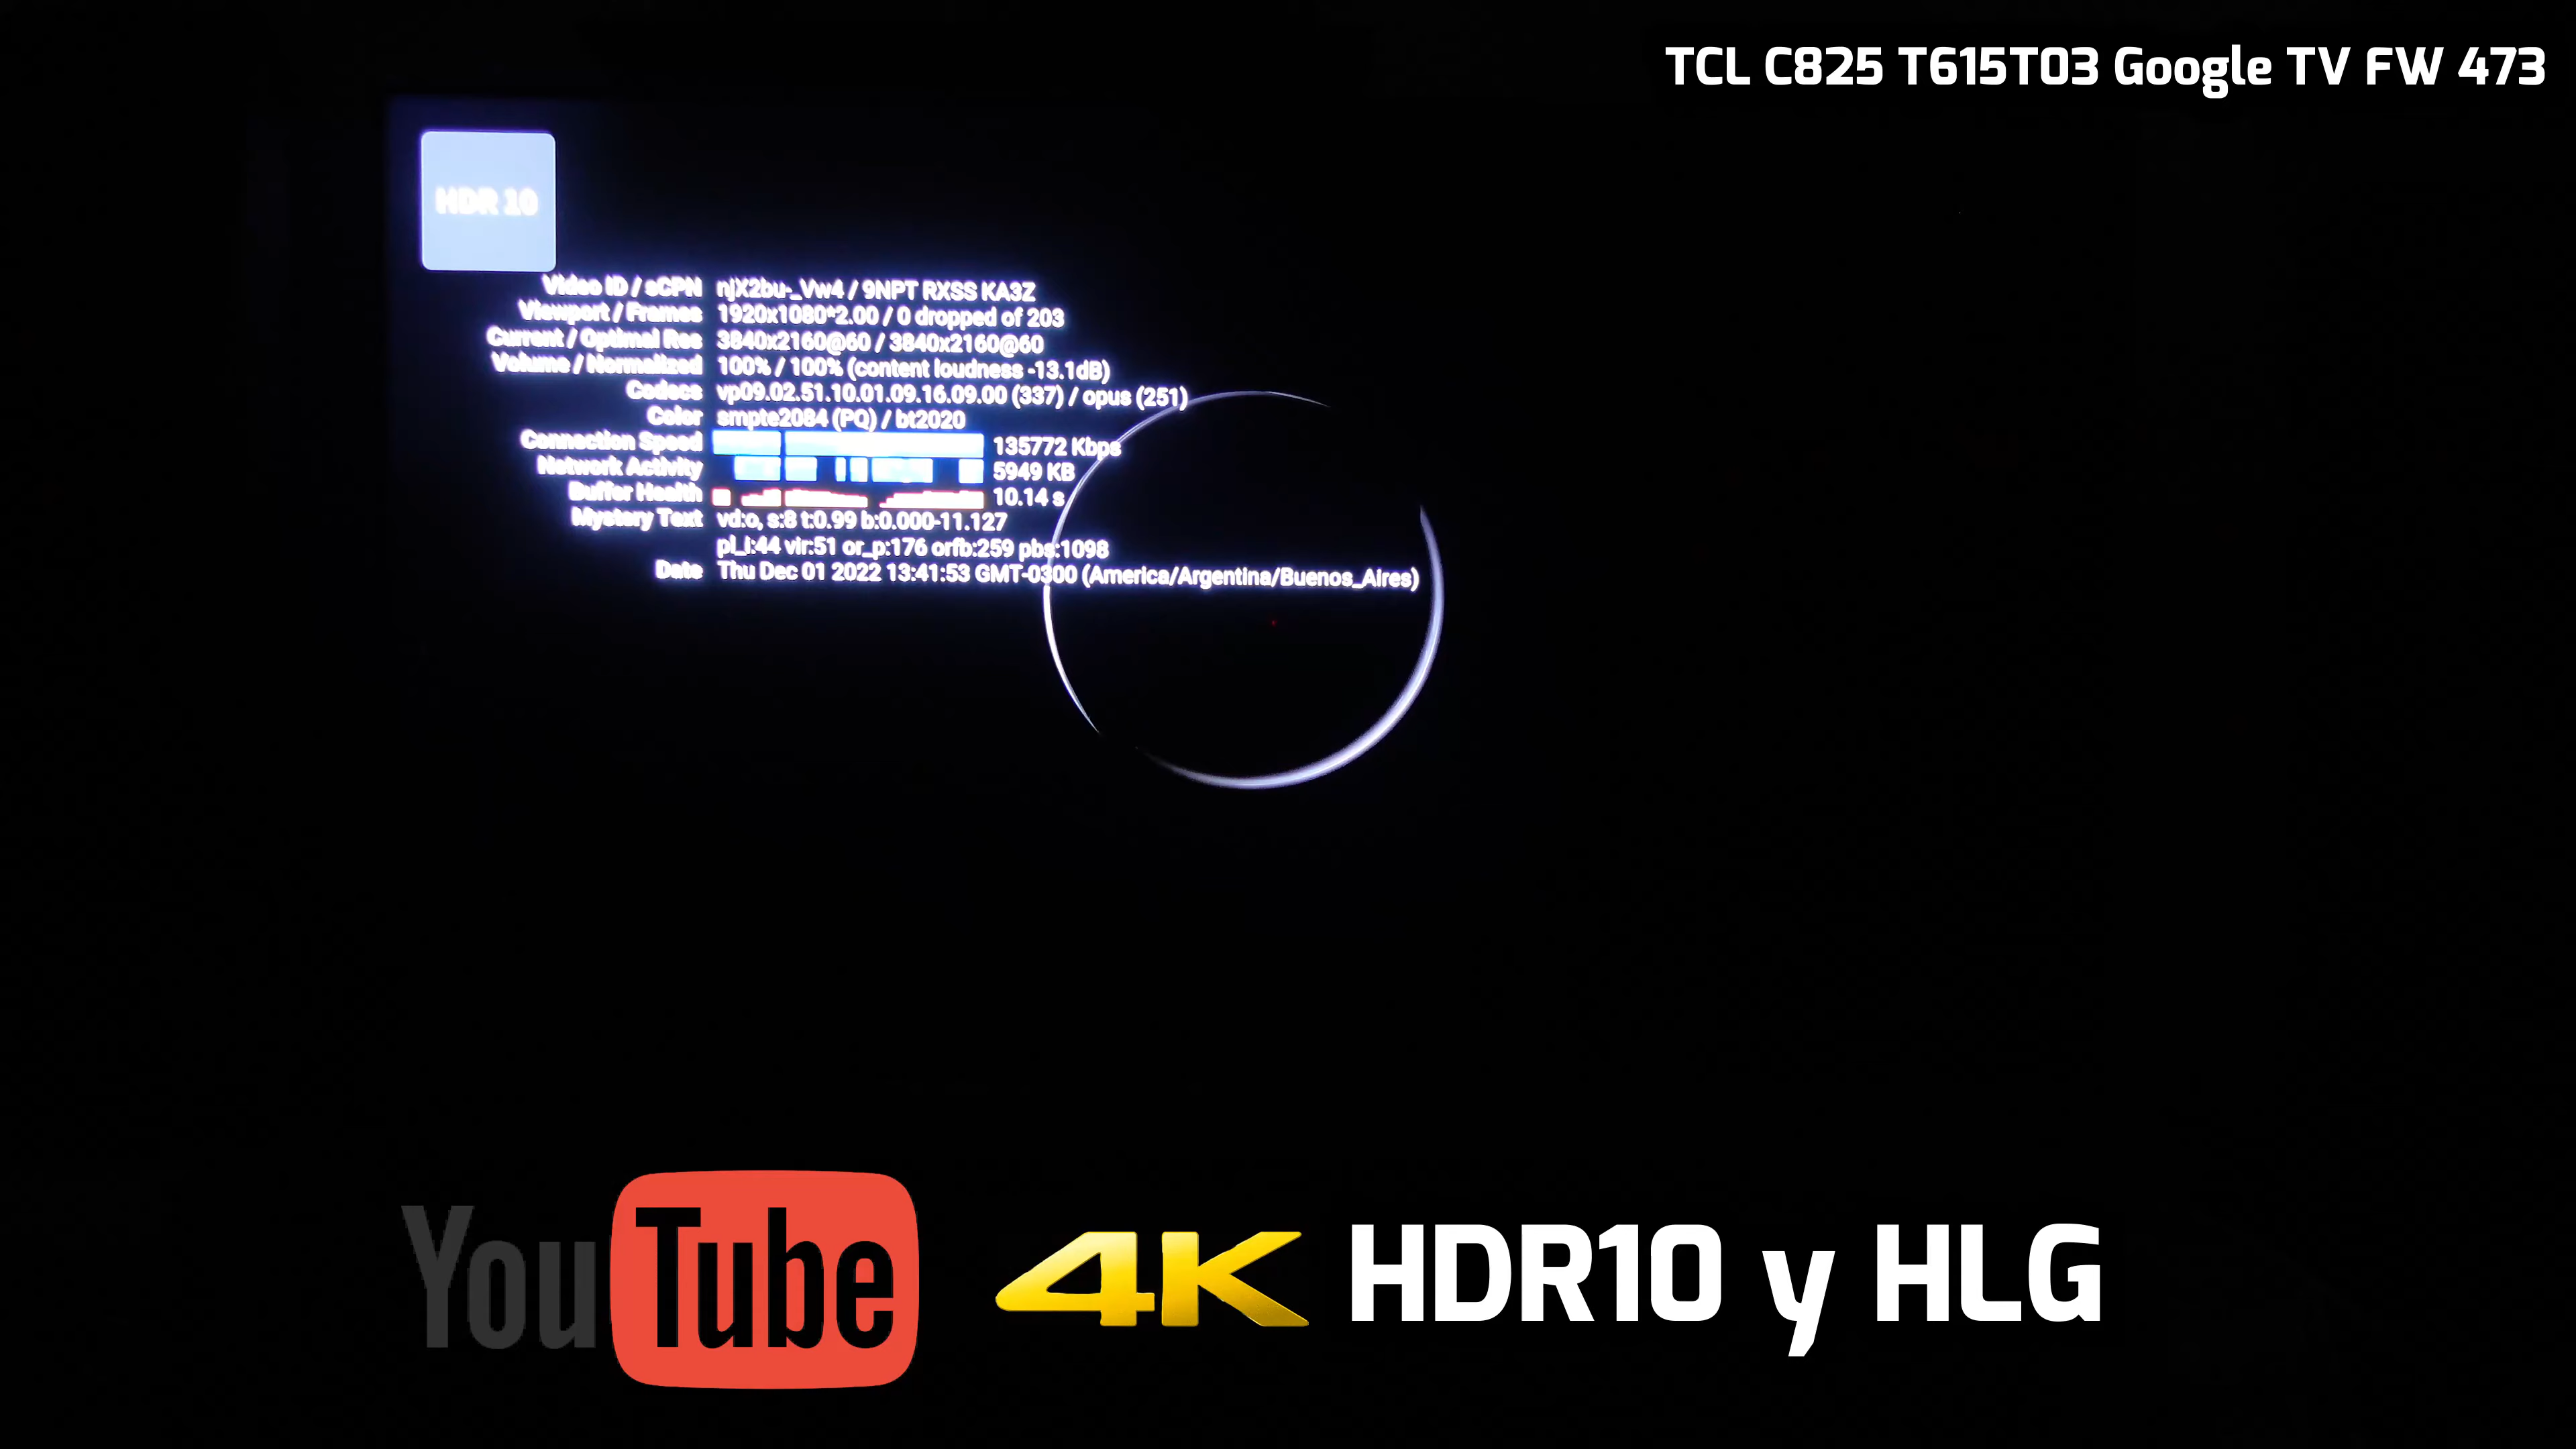 TCL C825 T615T03 Google TV FW 473
HDR 10
Video ID / sCPN njX2bu-_Vw4 / 9NPT RXSS KA3Z
Viewport / Frames 1920x1080*2.00 / 0 dropped of 203
Current / Optimal Res 3840x2160@60 / 3840x2160@60
Volume / Normalized 100% / 100% (content loudness -13.1dB)
Codecs vp09.02.51.10.01.09.16.09.00 (337) / opus (251)
Color smpte2084 (PQ) / bt2020
Connection Speed 135772 Kbps
Network Activity 5949 KB
Buffer Health 10.14 s
Mystery Text vd:o, s:8 t:0.99 b:0.000-11.127
pl_i:44 vir:51 or_p:176 orfb:259 pbs:1098
Date Thu Dec 01 2022 13:41:53 GMT-0300 (America/Argentina/Buenos_Aires)
YouTube 4K HDR10 y HLG